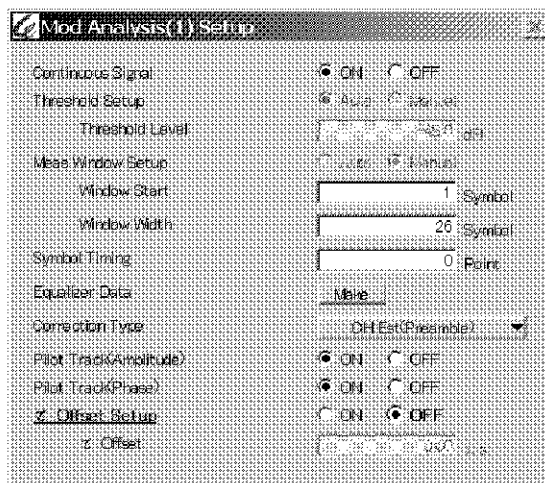 Mod Analysis(1) Setup
Continuous Signal ON OFF
Threshold Setup Auto Manual
Threshold Level
Meas Window Setup Auto Manual
Window Start 1 Symbol
Window Width 26 Symbol
Symbol Timing 0 Point
Equalizer Data Make
Correction Type CH Est(Preamble)
Pilot Track(Amplitude) ON OFF
Pilot Track(Phase) ON OFF
Offset Setup ON OFF
Offset